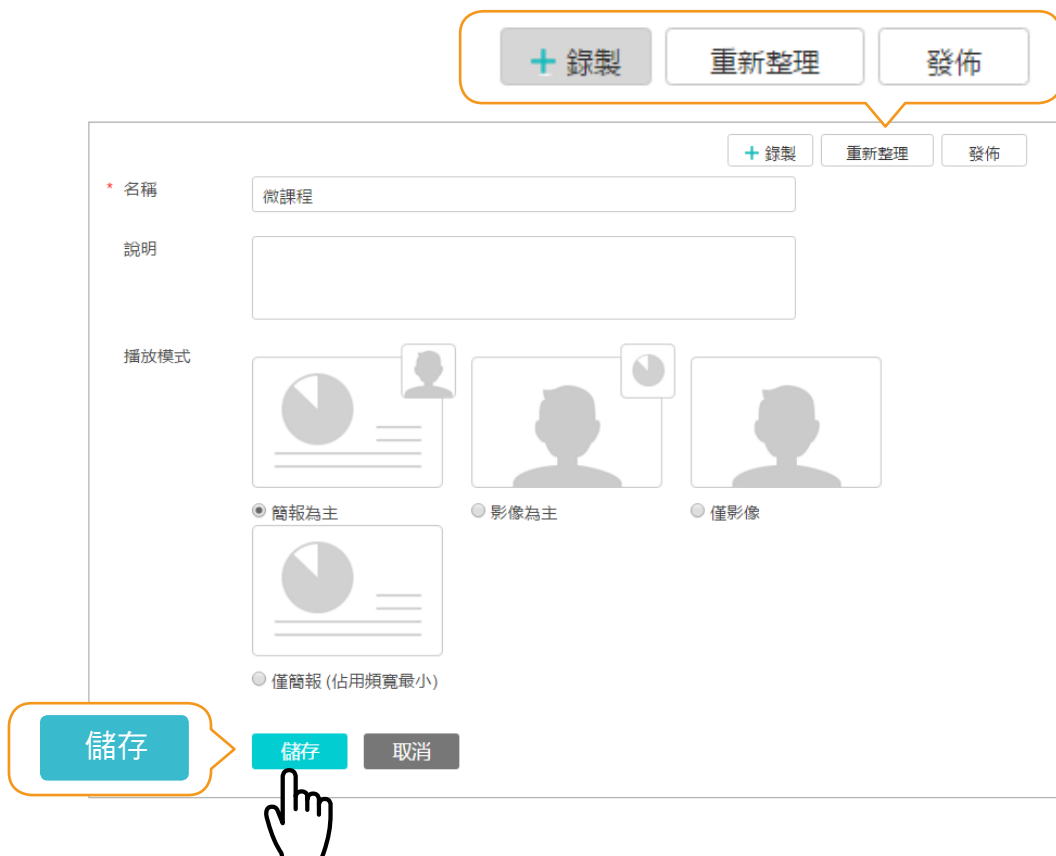 + 錄製 重新整理 發佈
+ 錄製 重新整理 發佈
* 名稱 微課程
說明
播放模式
簡報為主 影像為主 僅影像
僅簡報 (佔用頻寬最小)
儲存 儲存 取消